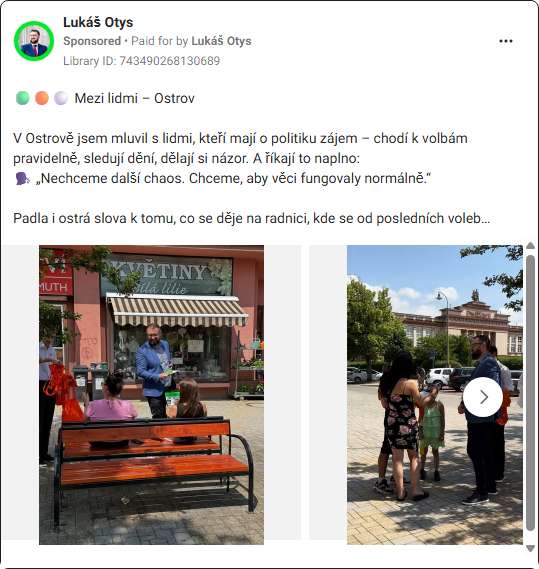 Lukáš Otys
Sponsored • Paid for by Lukáš Otys
Library ID: 743490268130689
Mezi lidmi – Ostrov
V Ostrově jsem mluvil s lidmi, kteří mají o politiku zájem – chodí k volbám
pravidelně, sledují dění, dělají si názor. A říkají to naplno:
„Nechceme další chaos. Chceme, aby věci fungovaly normálně.“
Padla i ostrá slova k tomu, co se děje na radnici, kde se od posledních voleb…
KVĚTINY
MUTH